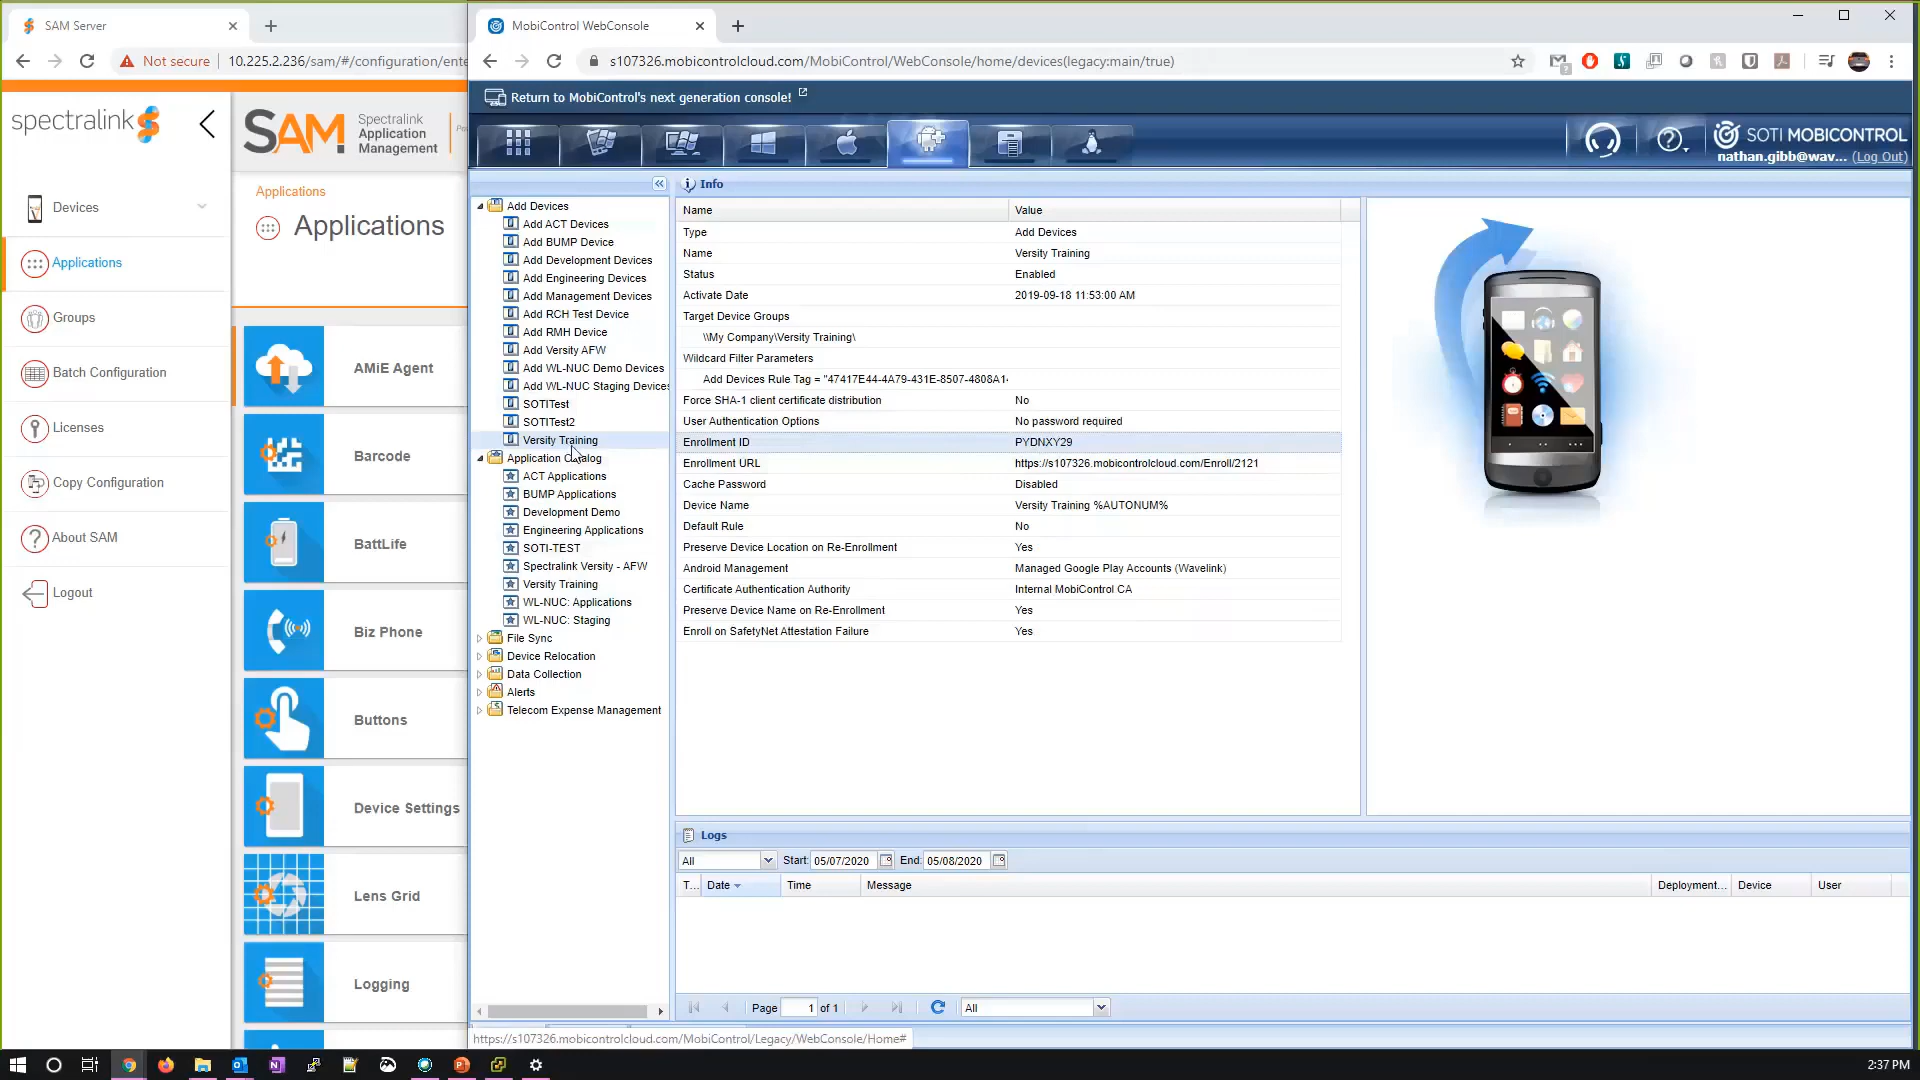 SAM Server
Not secure
10.225.2.236/sam/#/configuration/ente
spectralink
SAM
Spectralink
Application
Management
Devices
Applications
Groups
Batch Configuration
Licenses
Copy Configuration
About SAM
Logout
Applications
Applications
AMiE Agent
Barcode
BattLife
Biz Phone
Buttons
Device Settings
Lens Grid
Logging
MobiControl WebConsole
s107326.mobicontrolcloud.com/MobiControl/WebConsole/home/devices(legacy:main/true)
Return to MobiControl's next generation console!
SOTI MOBICONTROL
nathan.gibb@wav... (Log Out)
Add Devices
Add ACT Devices
Add BUMP Device
Add Development Devices
Add Engineering Devices
Add Management Devices
Add RCH Test Device
Add RMH Device
Add Versity AFW
Add WL-NUC Demo Devices
Add WL-NUC Staging Devices
SOTITest
SOTITest2
Versity Training
Application Catalog
ACT Applications
BUMP Applications
Development Demo
Engineering Applications
SOTI-TEST
Spectralink Versity - AFW
Versity Training
WL-NUC: Applications
WL-NUC: Staging
File Sync
Device Relocation
Data Collection
Alerts
Telecom Expense Management
Info
Name Value
Type Add Devices
Name Versity Training
Status Enabled
Activate Date 2019-09-18 11:53:00 AM
Target Device Groups
\\My Company\Versity Training\
Wildcard Filter Parameters
Add Devices Rule Tag = "47417E44-4A79-431E-8507-4808A1-
Force SHA-1 client certificate distribution No
User Authentication Options No password required
Enrollment ID PYDNXY29
Enrollment URL https://s107326.mobicontrolcloud.com/Enroll/2121
Cache Password Disabled
Device Name Versity Training %AUTONUM%
Default Rule No
Preserve Device Location on Re-Enrollment Yes
Android Management Managed Google Play Accounts (Wavelink)
Certificate Authentication Authority Internal MobiControl CA
Preserve Device Name on Re-Enrollment Yes
Enroll on SafetyNet Attestation Failure Yes
Logs
All Start: 05/07/2020 End: 05/08/2020
T... Date Time Message Deployment... Device User
Page 1 of 1 All
https://s107326.mobicontrolcloud.com/MobiControl/Legacy/WebConsole/Home#
2:37 PM